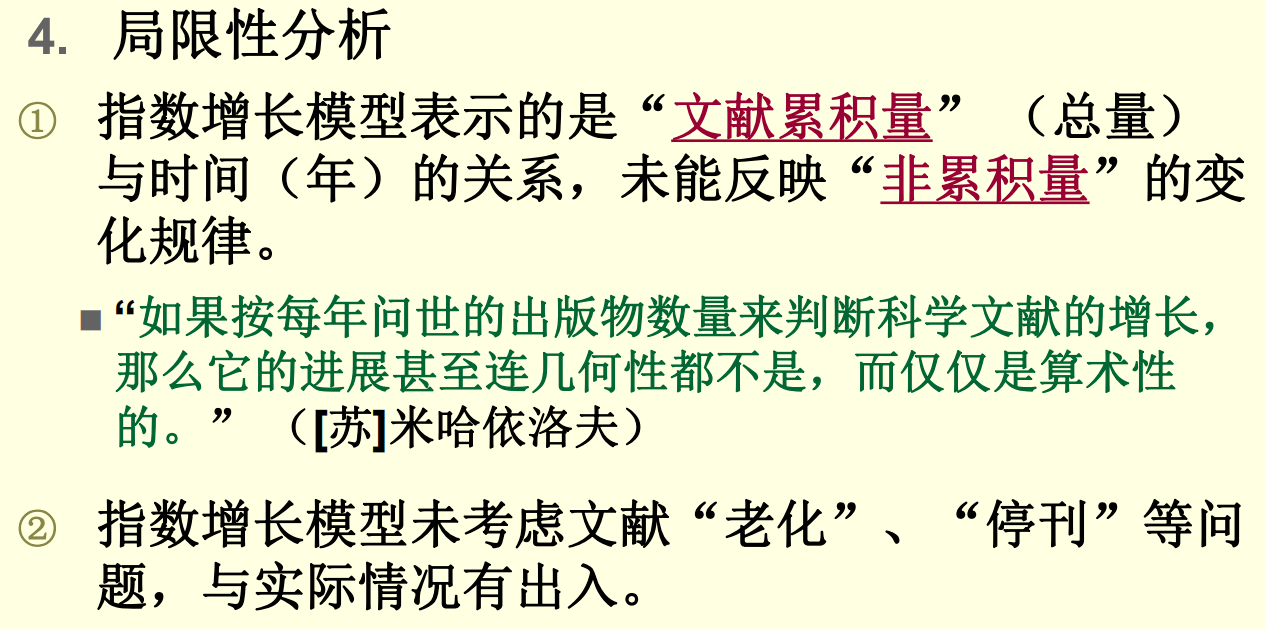 4. 局限性分析
① 指数增长模型表示的是“文献累积量”（总量）
与时间（年）的关系，未能反映“非累积量”的变
化规律。
■ “如果按每年问世的出版物数量来判断科学文献的增长，
那么它的进展甚至连几何性都不是，而仅仅是算术性
的。”（[苏]米哈依洛夫）
② 指数增长模型未考虑文献“老化”、“停刊”等问
题，与实际情况有出入。